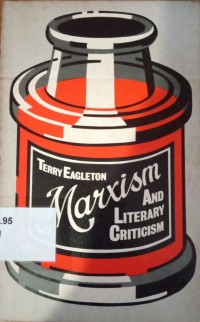 TERRY EAGLETON
Marxism
AND
LITERARY
CRITICISM
.95